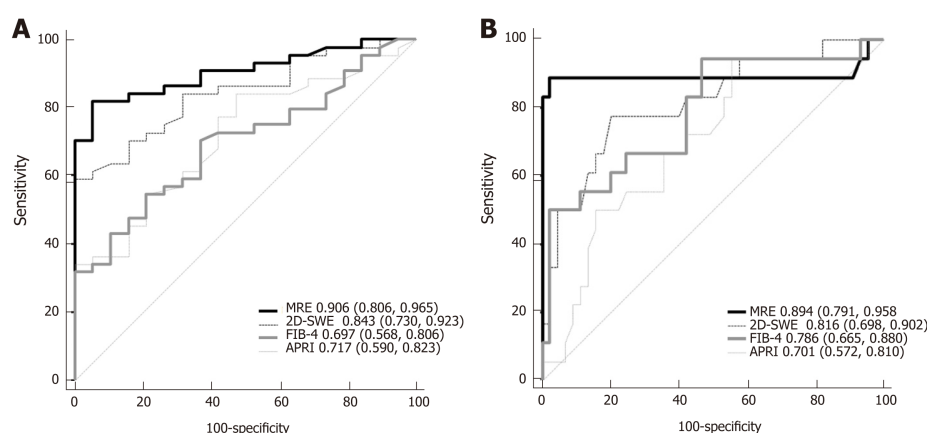 A
100
80
60
40
20
0
Sensitivity
MRE 0.906 (0.806, 0.965)
2D-SWE 0.843 (0.730, 0.923)
FIB-4 0.697 (0.568, 0.806)
APRI 0.717 (0.590, 0.823)
0 20 40 60 80 100
100-specificity
B
100
80
60
40
20
0
Sensitivity
MRE 0.894 (0.791, 0.958
2D-SWE 0.816 (0.698, 0.902)
FIB-4 0.786 (0.665, 0.880)
APRI 0.701 (0.572, 0.810)
0 20 40 60 80 100
100-specificity